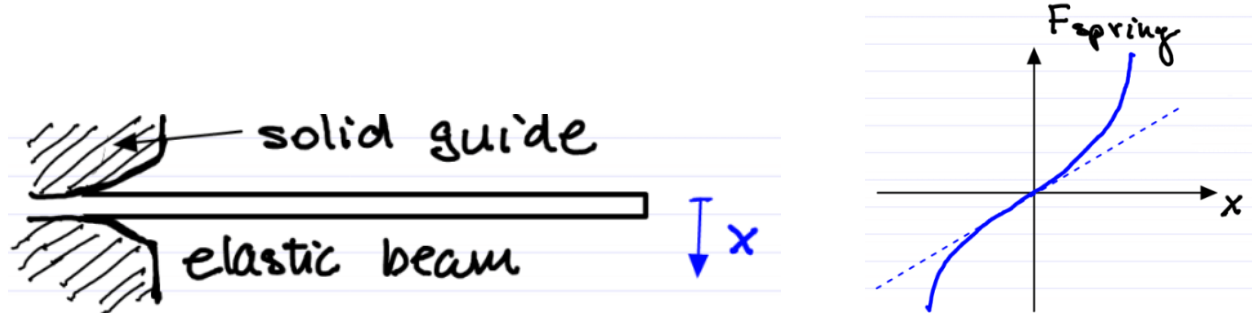 solid guide
elastic beam
x
Fspring
x